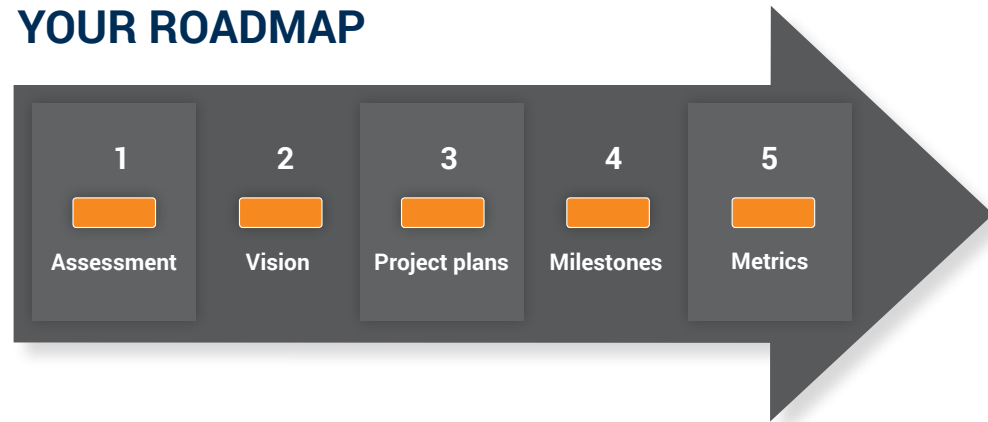 YOUR ROADMAP
1
2
3
4
5
Assessment
Vision
Project plans
Milestones
Metrics